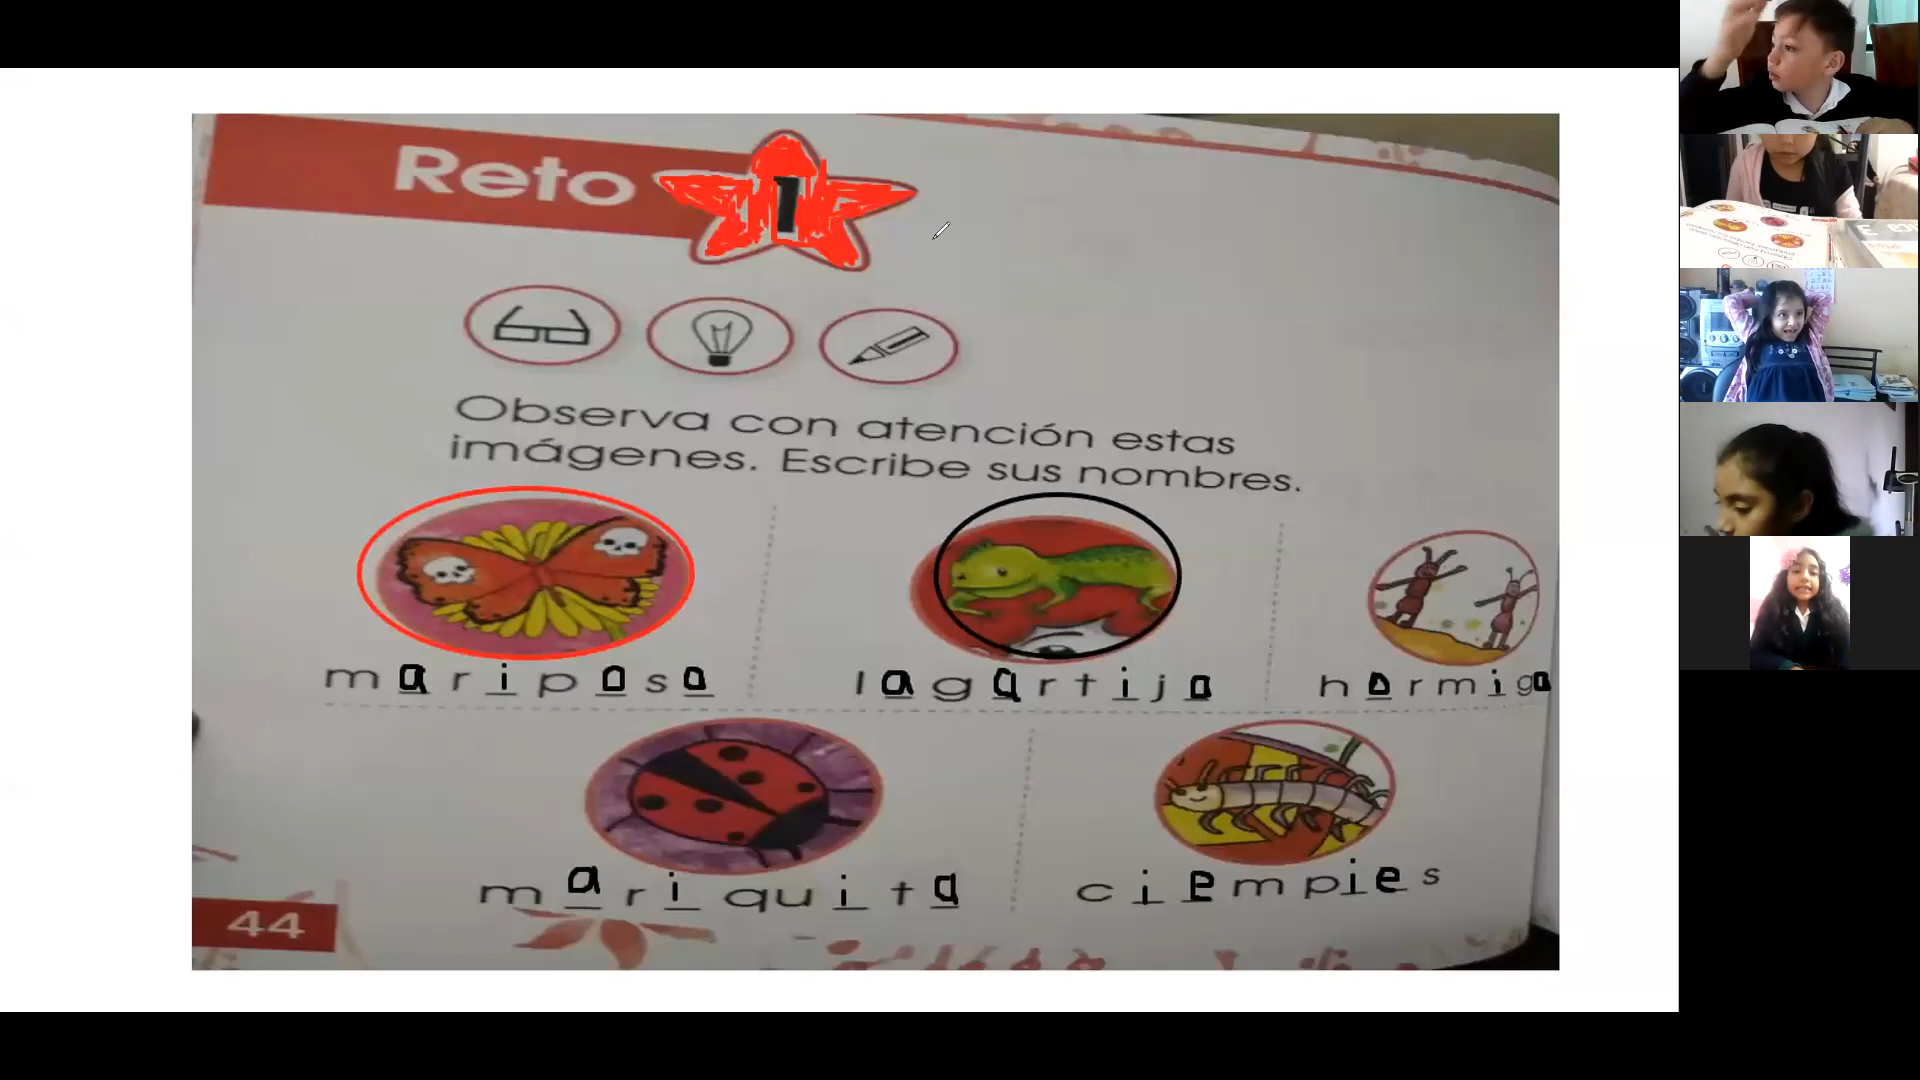 Reto 1
Observa con atención estas
imágenes. Escribe sus nombres.
mariposa
lagartija
hormiga
mariquita
ciempies
44